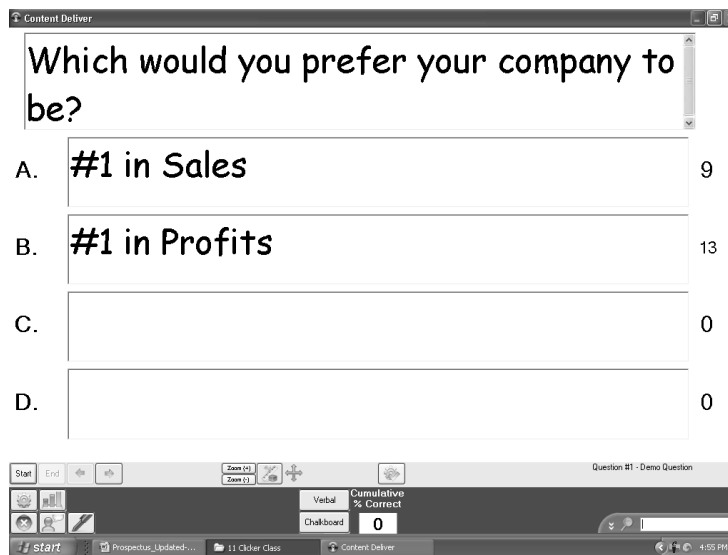 Content Deliver
Which would you prefer your company to
be?
A. #1 in Sales 9
B. #1 in Profits 13
C. 0
D. 0
Start End Zoom (+) Question #1 - Demo Question
Zoom (-)
Verbal Cumulative
% Correct
Chalkboard 0
start Prospectus_Updated-... 11 Clicker Class Content Deliver 4:55 PM